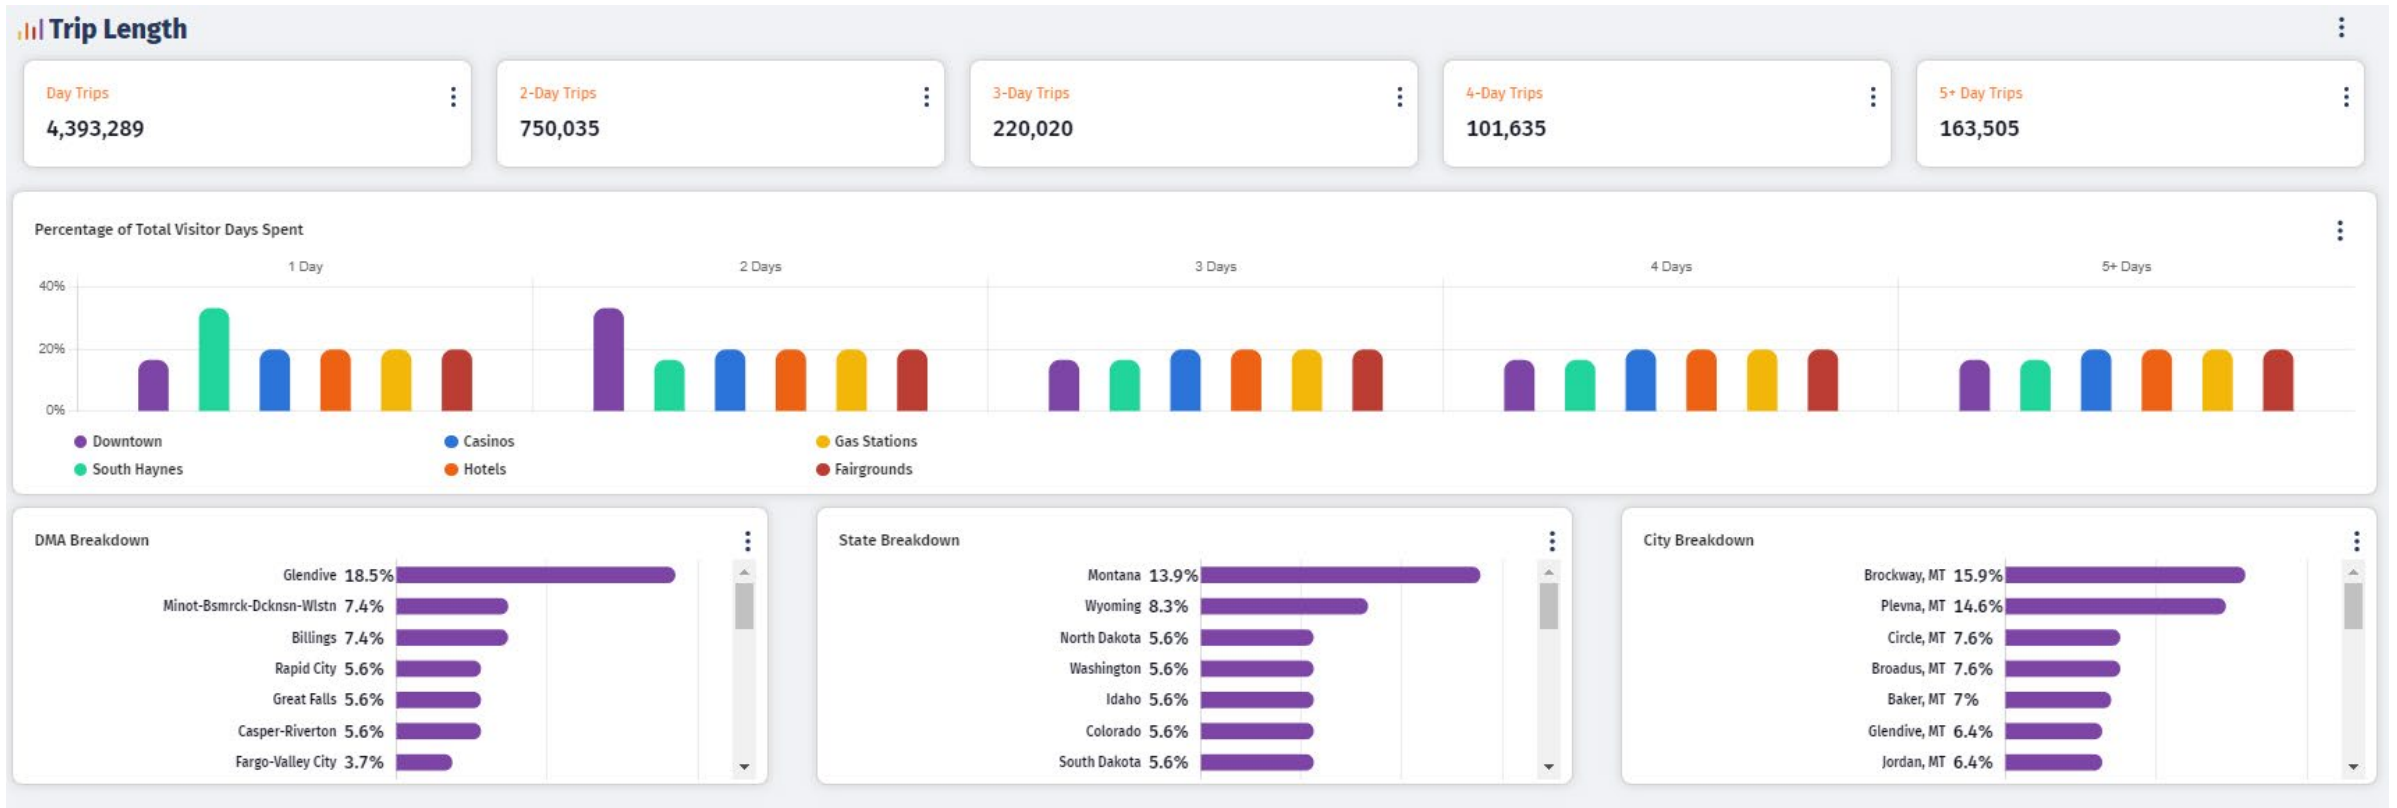 Trip Length
Day Trips
4,393,289
2-Day Trips
750,035
3-Day Trips
220,020
4-Day Trips
101,635
5+ Day Trips
163,505
Percentage of Total Visitor Days Spent
1 Day 2 Days 3 Days 4 Days 5+ Days
40%
20%
0%
Downtown Casinos Gas Stations
South Haynes Hotels Fairgrounds
DMA Breakdown
Glendive 18.5%
Minot-Bsmrck-Dcknsn-Wlstn 7.4%
Billings 7.4%
Rapid City 5.6%
Great Falls 5.6%
Casper-Riverton 5.6%
Fargo-Valley City 3.7%
State Breakdown
Montana 13.9%
Wyoming 8.3%
North Dakota 5.6%
Washington 5.6%
Idaho 5.6%
Colorado 5.6%
South Dakota 5.6%
City Breakdown
Brockway, MT 15.9%
Plevna, MT 14.6%
Circle, MT 7.6%
Broadus, MT 7.6%
Baker, MT 7%
Glendive, MT 6.4%
Jordan, MT 6.4%